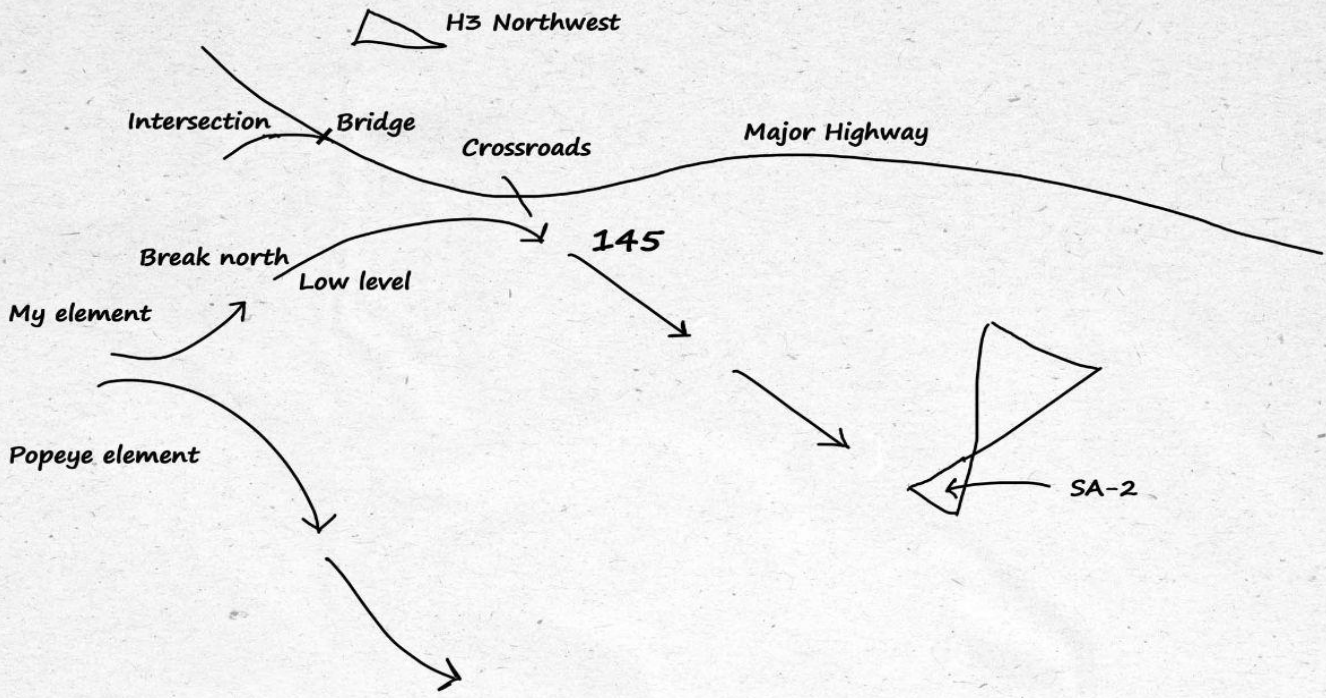 H3 Northwest
Intersection
Bridge
Crossroads
Major Highway
Break north
145
Low level
My element
Popeye element
SA-2